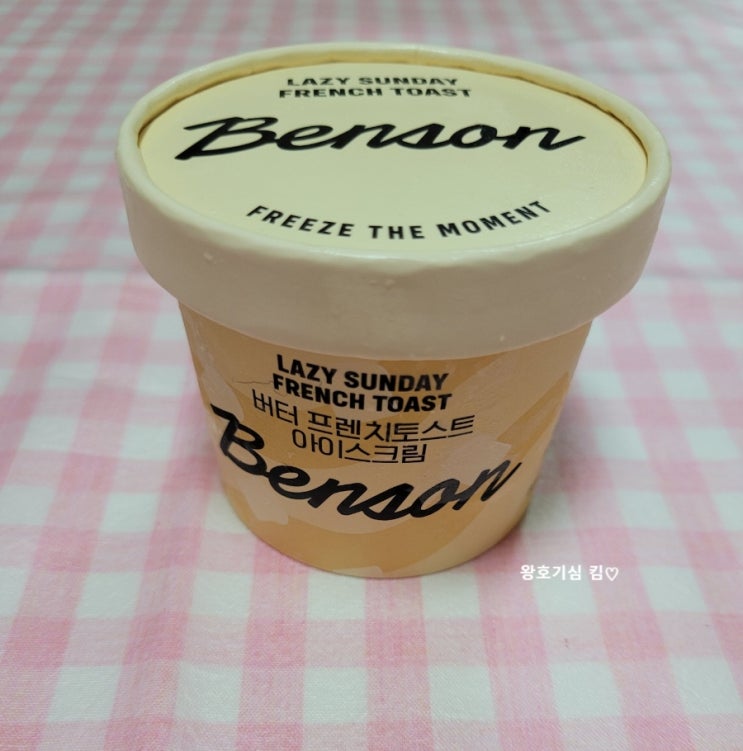 LAZY SUNDAY
FRENCH TOAST
Benson
FREEZE THE MOMENT
LAZY SUNDAY
FRENCH TOAST
버터 프렌치토스트
아이스크림
Benson
왕호기심 킴♡